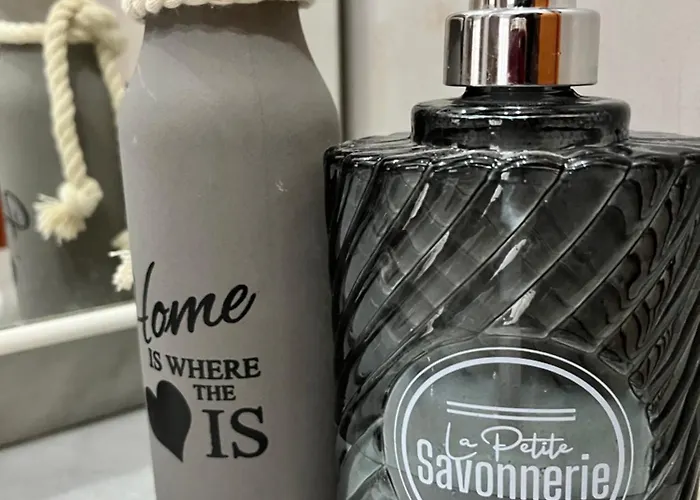 Home
IS WHERE
THE
IS
La Petite
Savonnerie